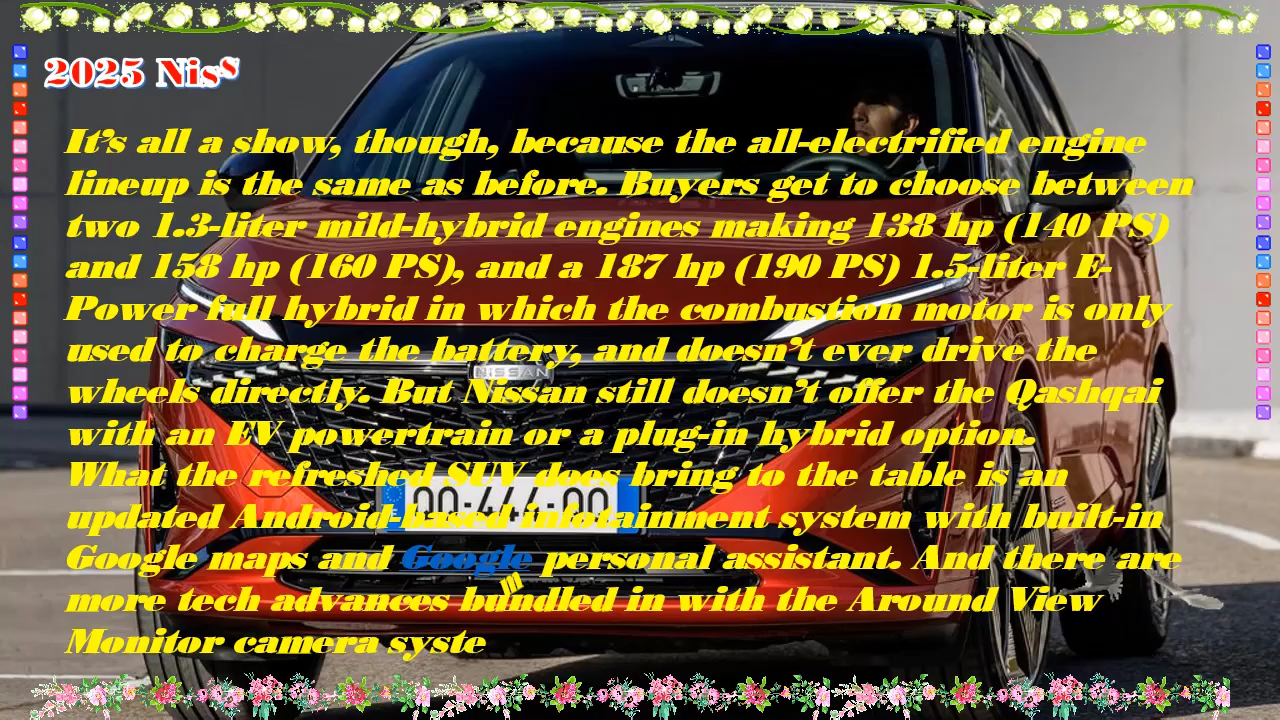 2025 Niss
It's all a show, though, because the all-electrified engine
lineup is the same as before. Buyers get to choose between
two 1.3-liter mild-hybrid engines making 138 hp (140 PS)
and 158 hp (160 PS), and a 187 hp (190 PS) 1.5-liter E-
Power full hybrid in which the combustion motor is only
used to charge the battery, and doesn't ever drive the
NISSAN
wheels directly. But Nissan still doesn't offer the Qashqai
with an EV powertrain or a plug-in hybrid option.
What the refreshed SUV does bring to the table is an
00-444-00
updated Android-based infotainment system with built-in
Google maps and Google personal assistant. And there are
m
more tech advances bundled in with the Around View
Monitor camera syste